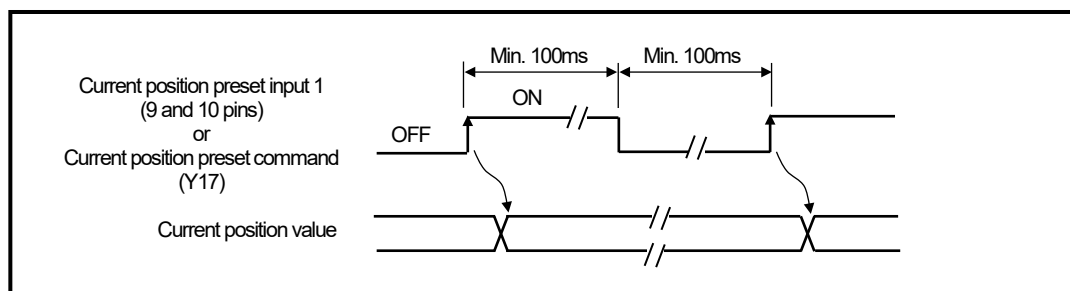 Min. 100ms
Min. 100ms
Current position preset input 1
(9 and 10 pins)
or
Current position preset command
(Y17)
ON
OFF
Current position value